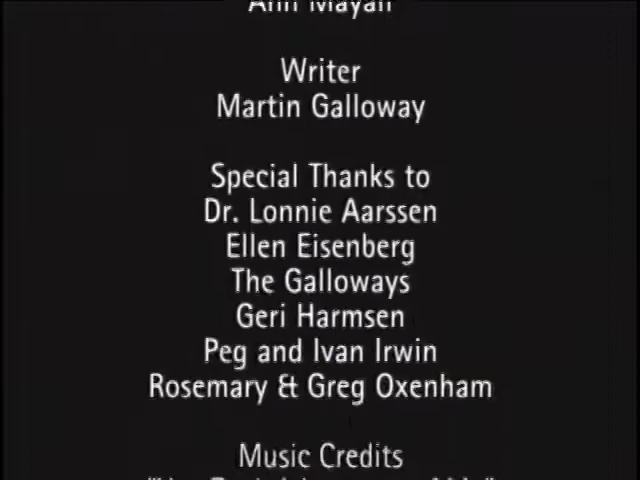 Writer
Martin Galloway
Special Thanks to
Dr. Lonnie Aarssen
Ellen Eisenberg
The Galloways
Geri Harmsen
Peg and Ivan Irwin
Rosemary & Greg Oxenham
Music Credits